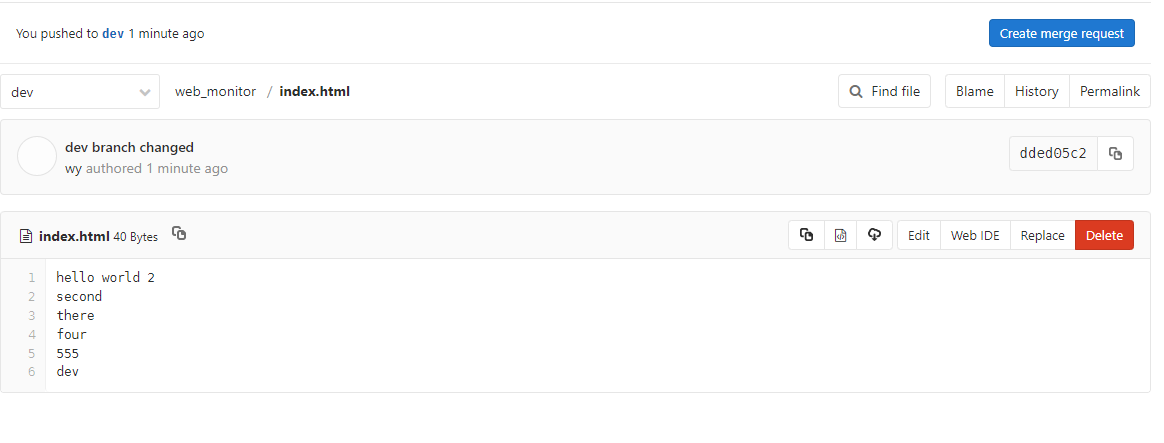 You pushed to dev 1 minute ago
Create merge request
dev
web_monitor / index.html
Find file
Blame
History
Permalink
dev branch changed
wy authored 1 minute ago
dded05c2
index.html 40 Bytes
Edit
Web IDE
Replace
Delete
1 hello world 2
2 second
3 there
4 four
5 555
6 dev